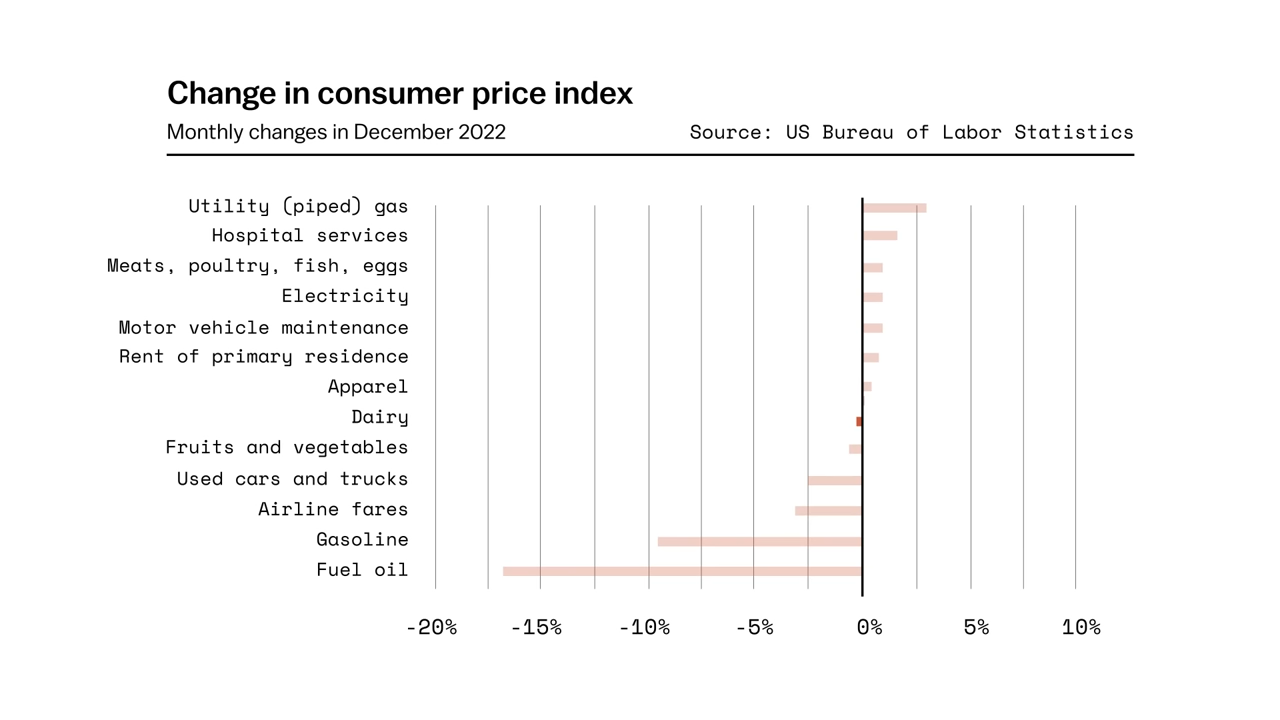 Change in consumer price index
Monthly changes in December 2022
Source: US Bureau of Labor Statistics
Utility (piped) gas
Hospital services
Meats, poultry, fish, eggs
Electricity
Motor vehicle maintenance
Rent of primary residence
Apparel
Dairy
Fruits and vegetables
Used cars and trucks
Airline fares
Gasoline
Fuel oil
-20% -15% -10% -5% 0% 5% 10%